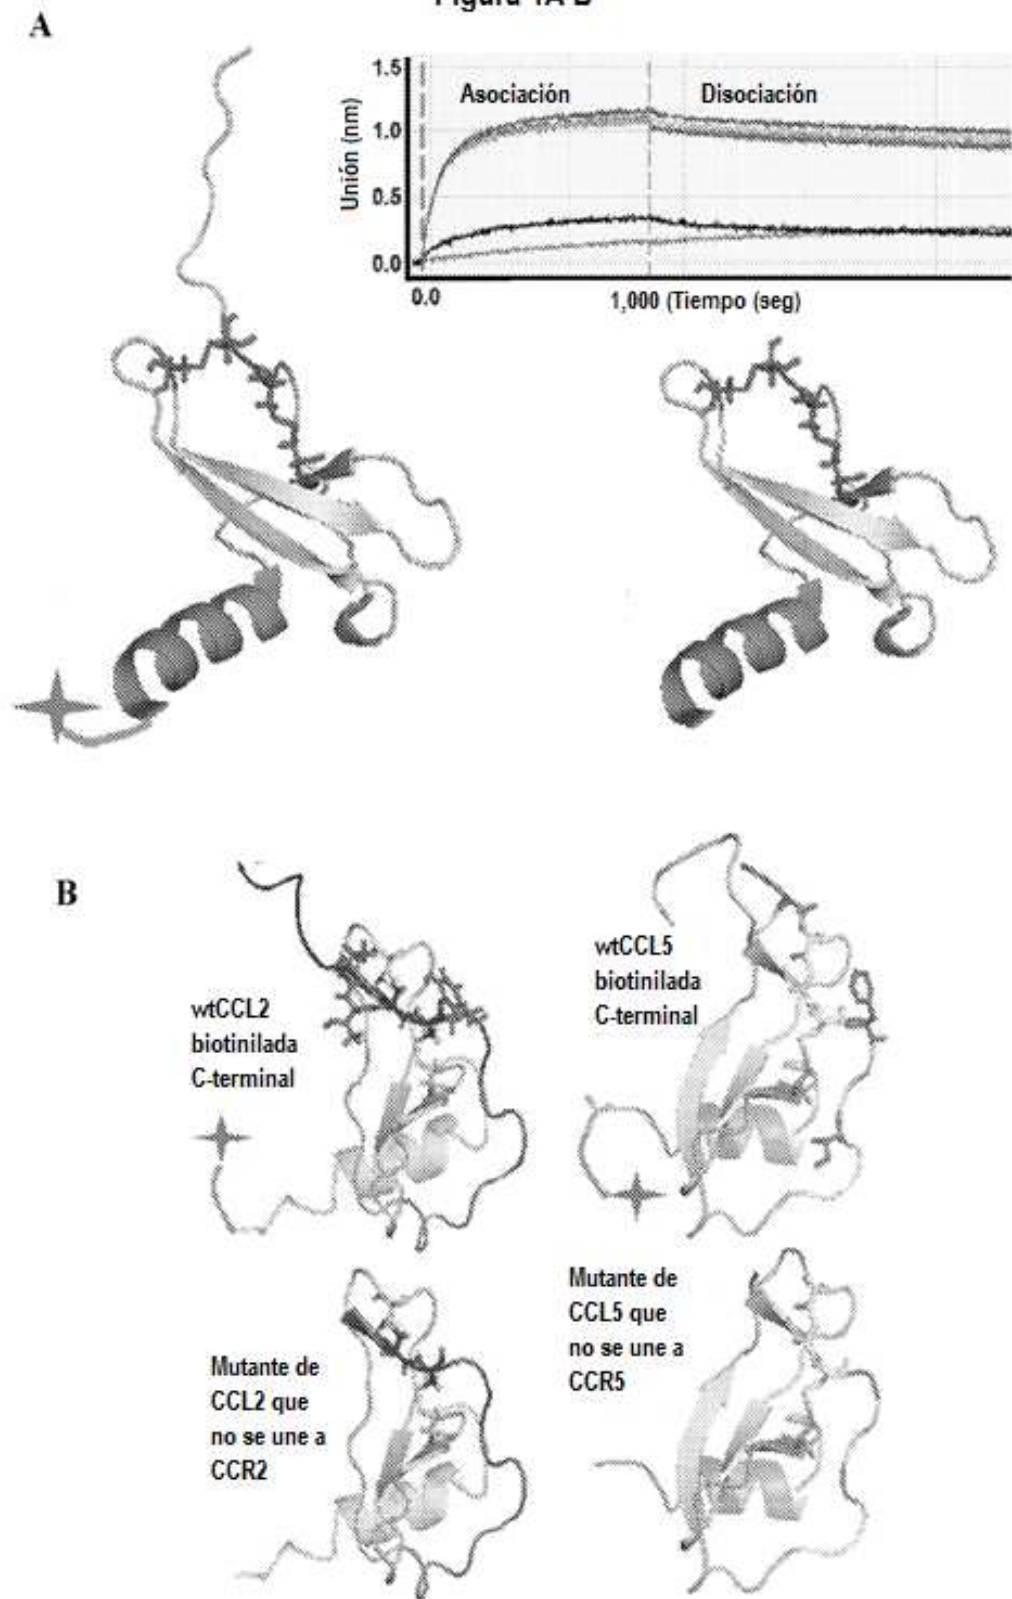 Figura 1A-B
A
1.5
1.0
0.5
0.0
Unión (nm)
Asociación
Disociación
0.0
1,000 (Tiempo (seg)
B
wtCCL2
biotinilada
C-terminal
wtCCL5
biotinilada
C-terminal
Mutante de
CCL2 que
no se une a
CCR2
Mutante de
CCL5 que
no se une a
CCR5